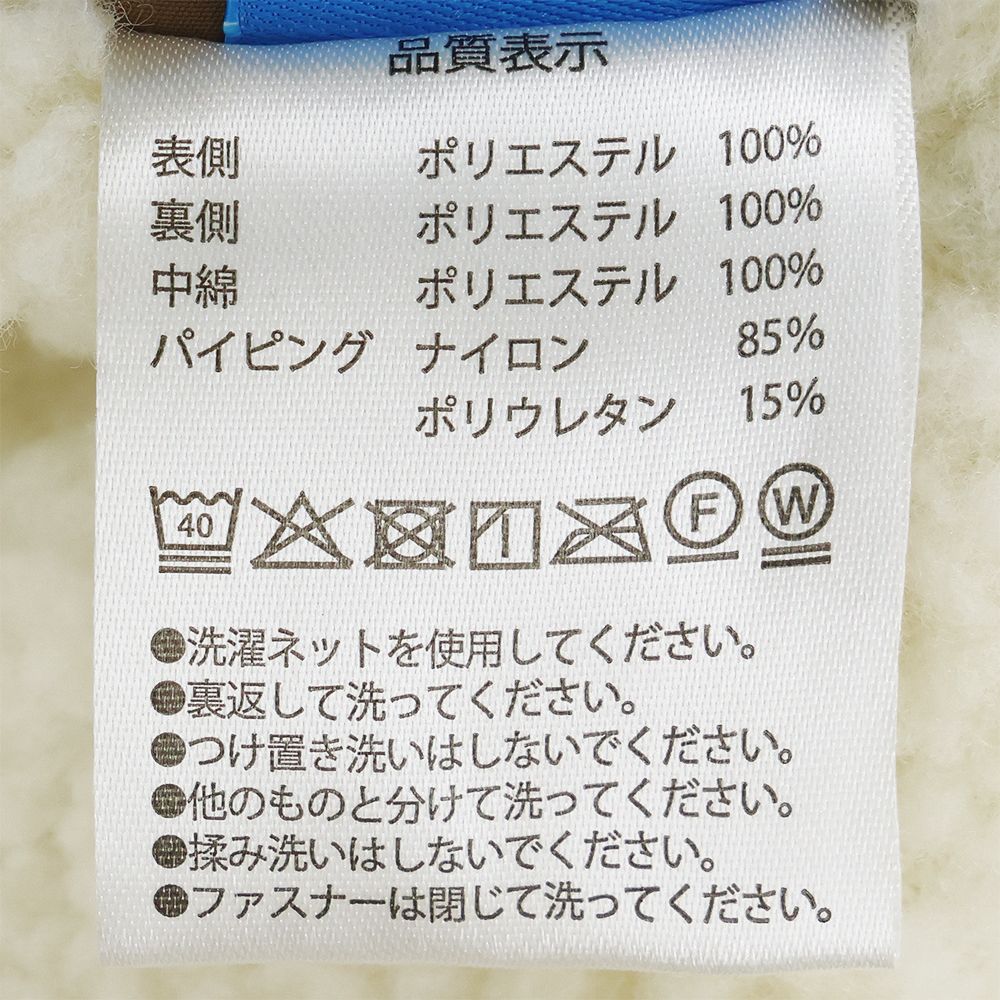 品質表示
表側 ポリエステル 100%
裏側 ポリエステル 100%
中綿 ポリエステル 100%
パイピング ナイロン 85%
ポリウレタン 15%
40 F W
●洗濯ネットを使用してください。
●裏返して洗ってください。
●つけ置き洗いはしないでください。
●他のものと分けて洗ってください。
●揉み洗いはしないでください。
●ファスナーは閉じて洗ってください。